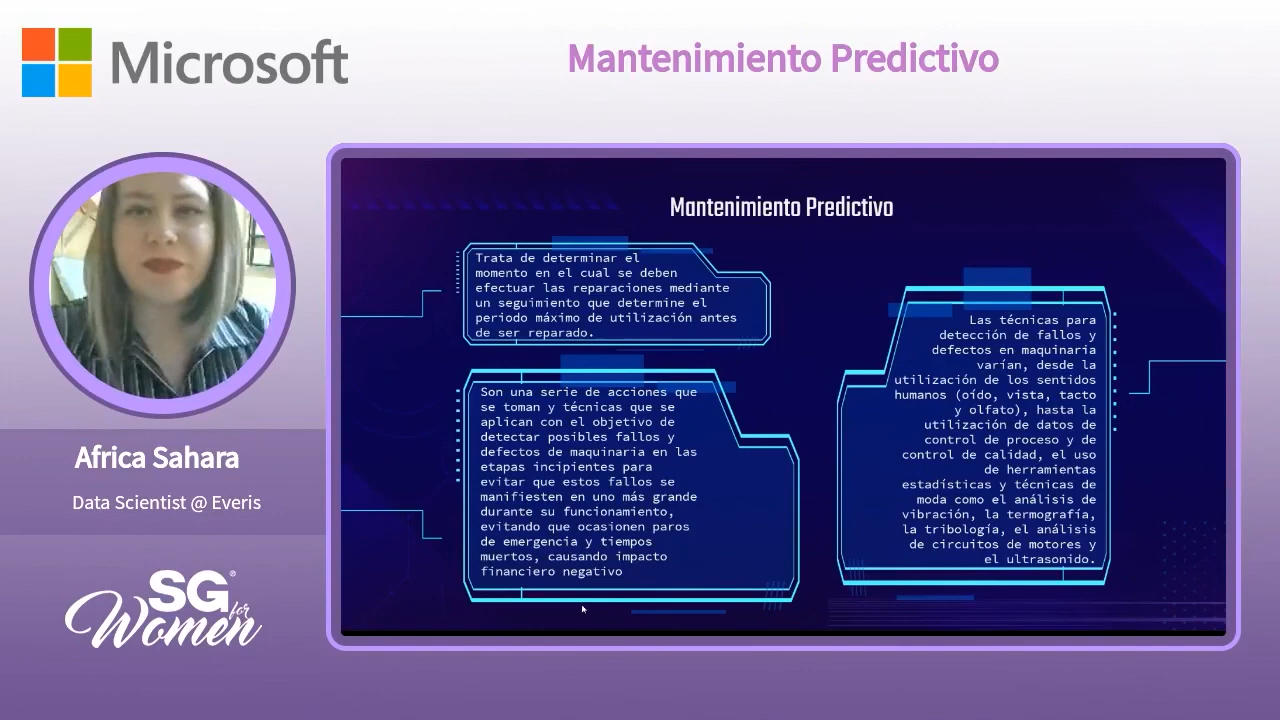 Microsoft
Mantenimiento Predictivo
Mantenimiento Predictivo
Trata de determinar el
momento en el cual se deben
efectuar las reparaciones mediante
un seguimiento que determine el
periodo máximo de utilización antes
de ser reparado.
Son una serie de acciones que
se toman y técnicas que se
aplican con el objetivo de
detectar posibles fallos y
defectos de maquinaria en las
etapas incipientes para
evitar que estos fallos se
manifiesten en uno más grande
durante su funcionamiento,
evitando que ocasionen paros
de emergencia y tiempos
muertos, causando impacto
financiero negativo
Las técnicas para
detección de fallos y
defectos en maquinaria
varían, desde la
utilización de los sentidos
humanos (oído, vista, tacto
y olfato), hasta la
utilización de datos de
control de proceso y de
control de calidad, el uso
de herramientas
estadísticas y técnicas de
moda como el análisis de
vibración, la termografía,
la tribología, el análisis
de circuitos de motores y
el ultrasonido.
Africa Sahara
Data Scientist @ Everis
SG®
for
Women